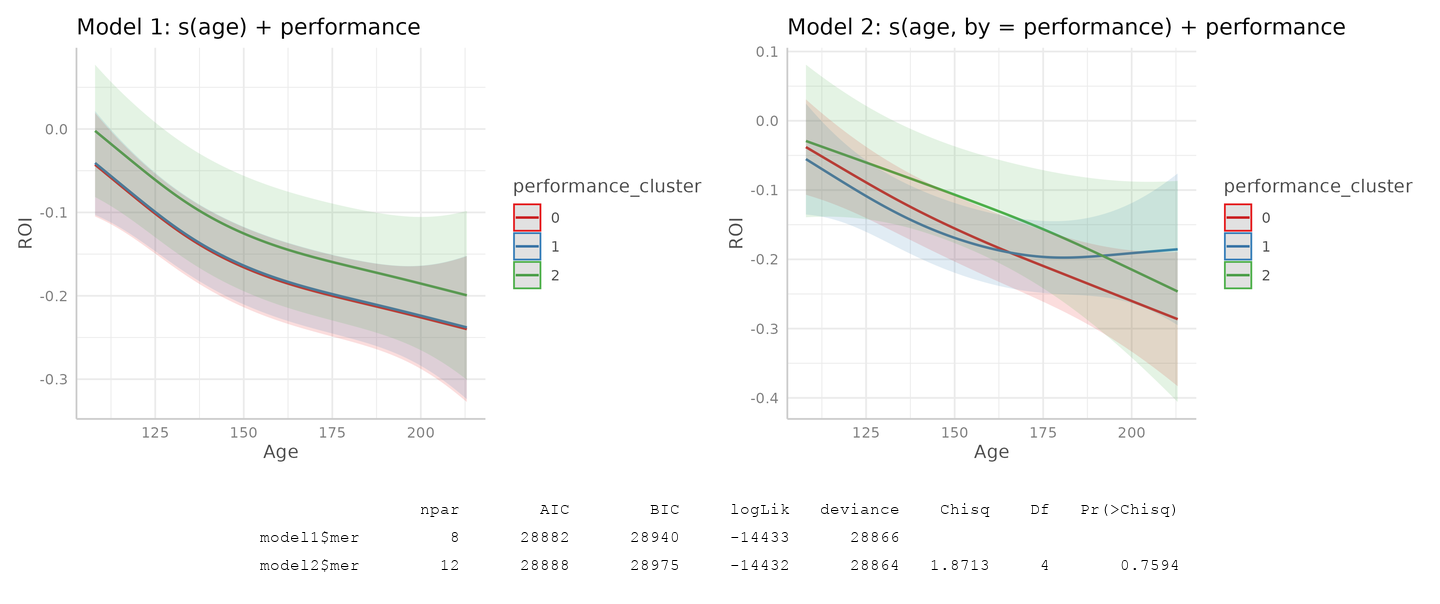 Model 1: s(age) + performance
ROI
0.0
-0.1
-0.2
-0.3
125 150 175 200
Age
performance_cluster
0
1
2
Model 2: s(age, by = performance) + performance
ROI
0.1
0.0
-0.1
-0.2
-0.3
-0.4
125 150 175 200
Age
performance_cluster
0
1
2
npar AIC BIC logLik deviance Chisq Df Pr(>Chisq)
model1$mer 8 28882 28940 -14433 28866
model2$mer 12 28888 28975 -14432 28864 1.8713 4 0.7594